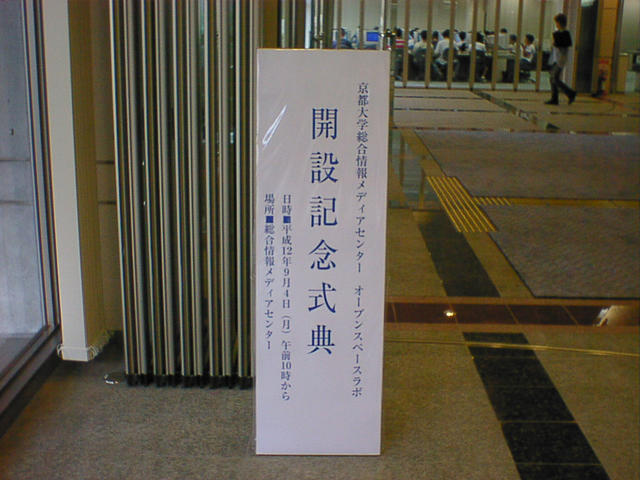 京都大学総合情報メディアセンター オープンスペースラボ
開設記念式典
日時■平成12年9月4日(月)午前10時から
場所■総合情報メディアセンター